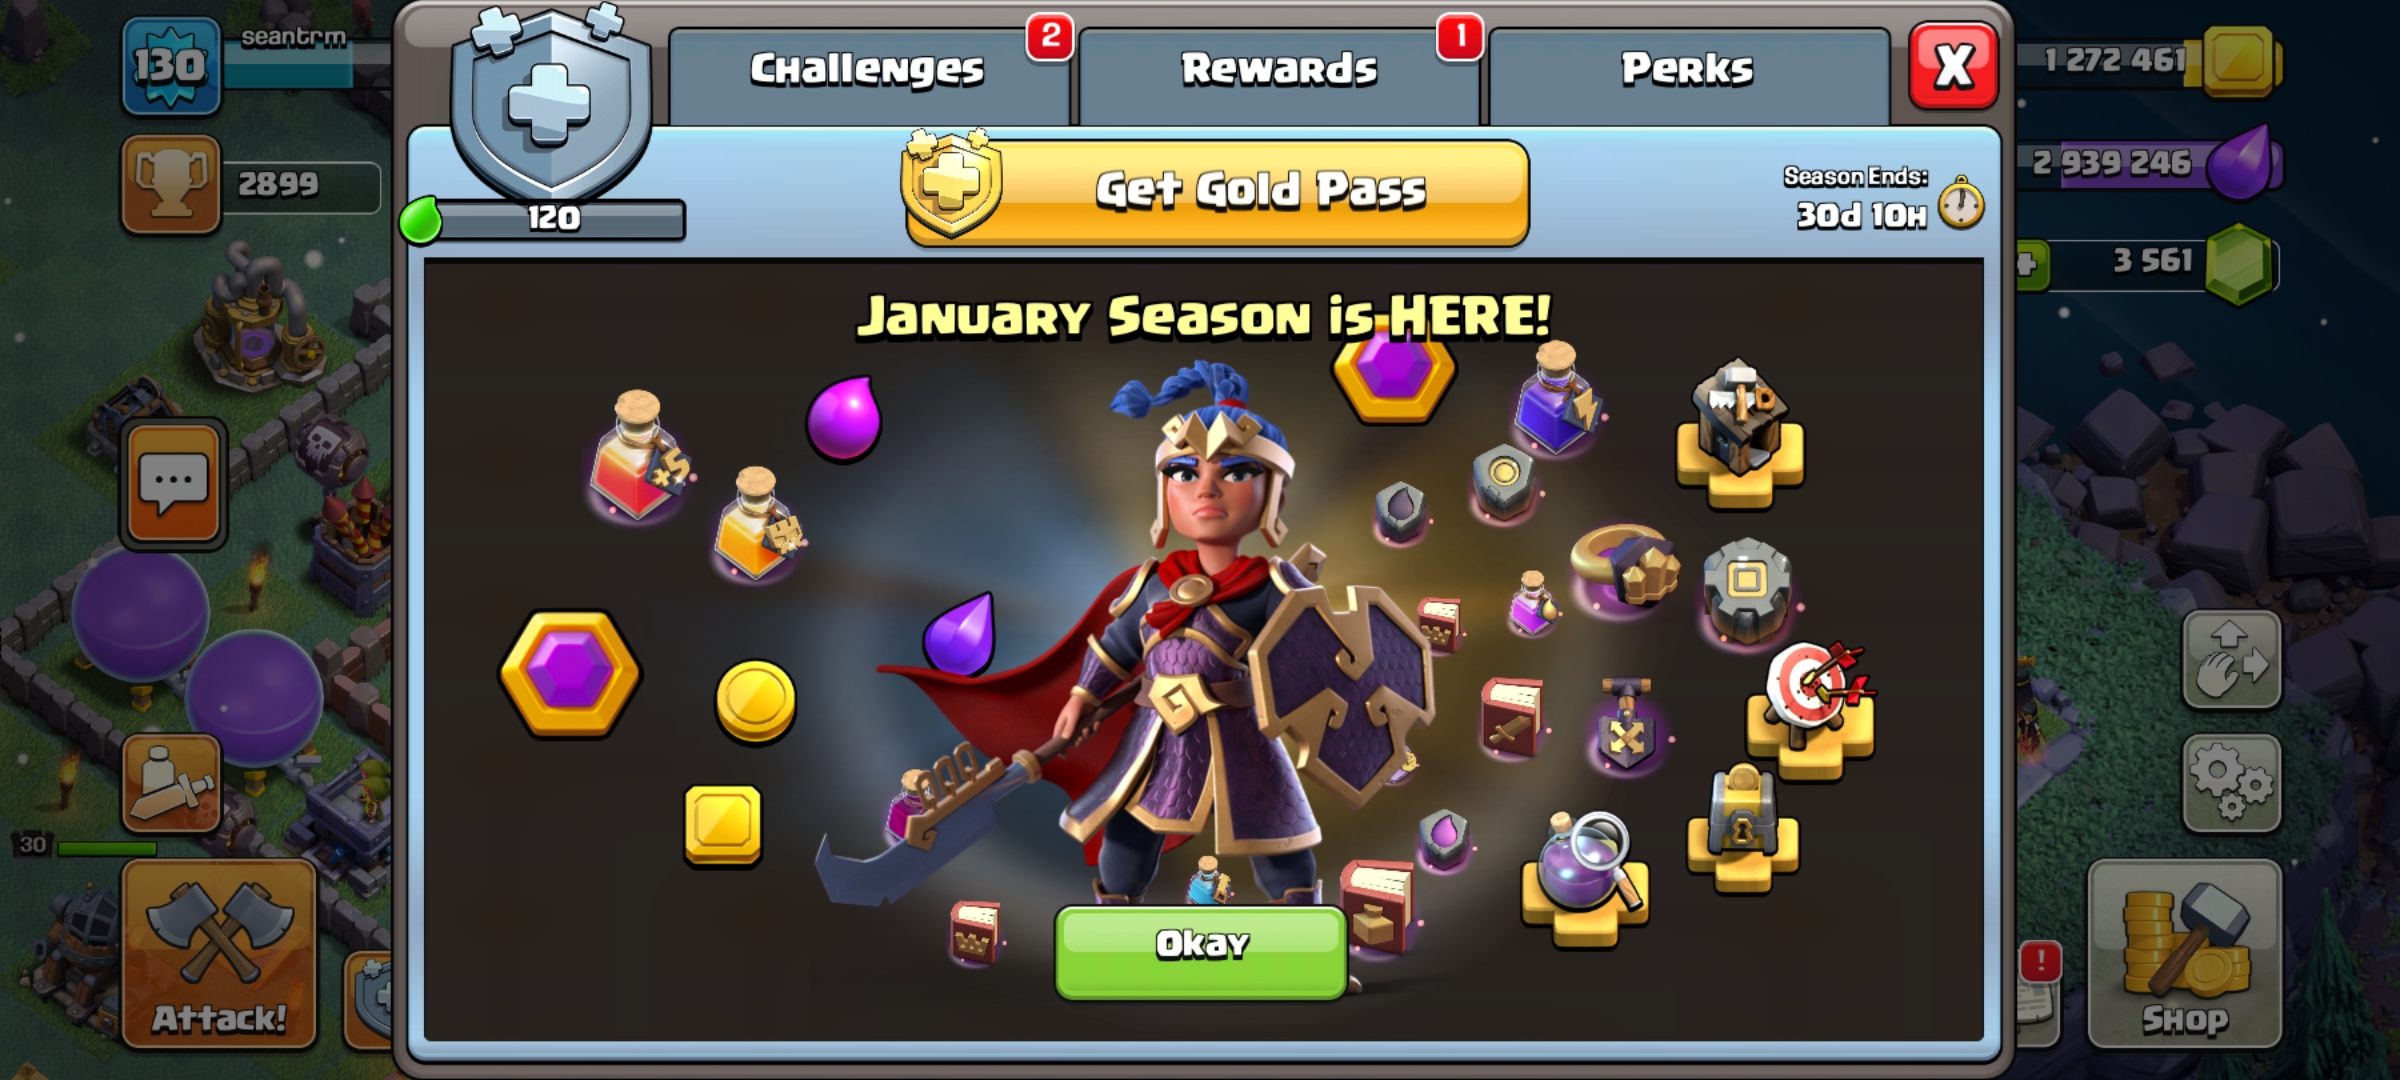 130
seantrm
2899
Challenges
2
Rewards
1
Perks
X
Get Gold Pass
120
Season Ends:
30d 10H
1 272 461
2 939 246
3 561
January Season is HERE!
x5
30
Attack!
Okay
!
Shop